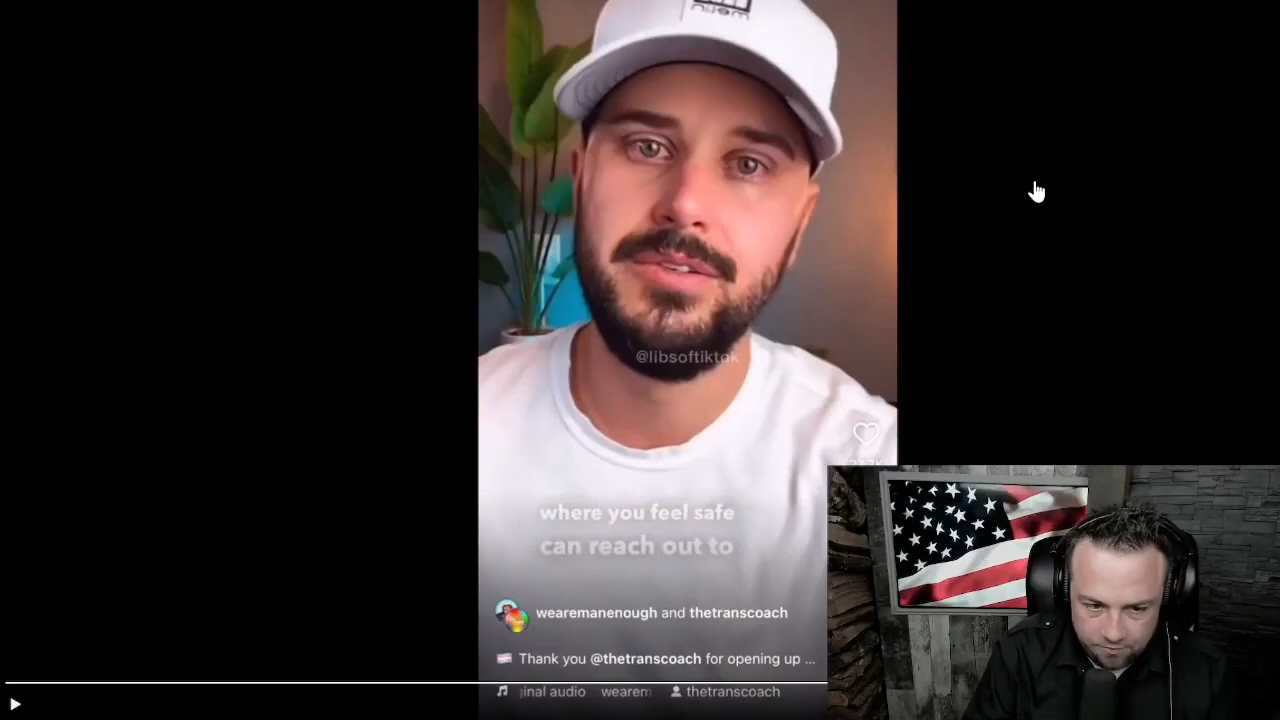 @libsoftiktok
where you feel safe
can reach out to
wearemanenough and thetranscoach
Thank you @thetranscoach for opening up ...
ginal audio wearem thetranscoach